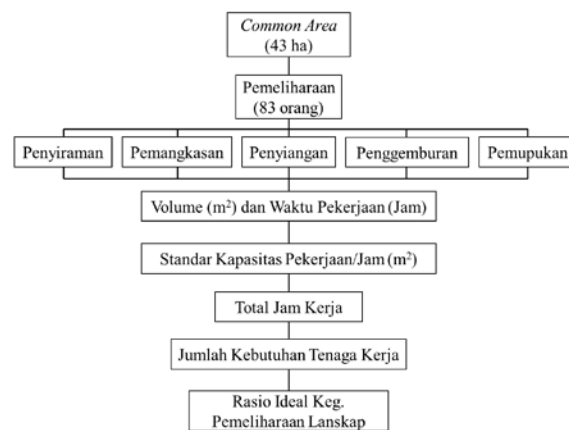 Common Area
(43 ha)
Pemeliharaan
(83 orang)
Penyiraman
Pemangkasan
Penyiangan
Penggemburan
Pemupukan
Volume (m²) dan Waktu Pekerjaan (Jam)
Standar Kapasitas Pekerjaan/Jam (m²)
Total Jam Kerja
Jumlah Kebutuhan Tenaga Kerja
Rasio Ideal Keg.
Pemeliharaan Lanskap